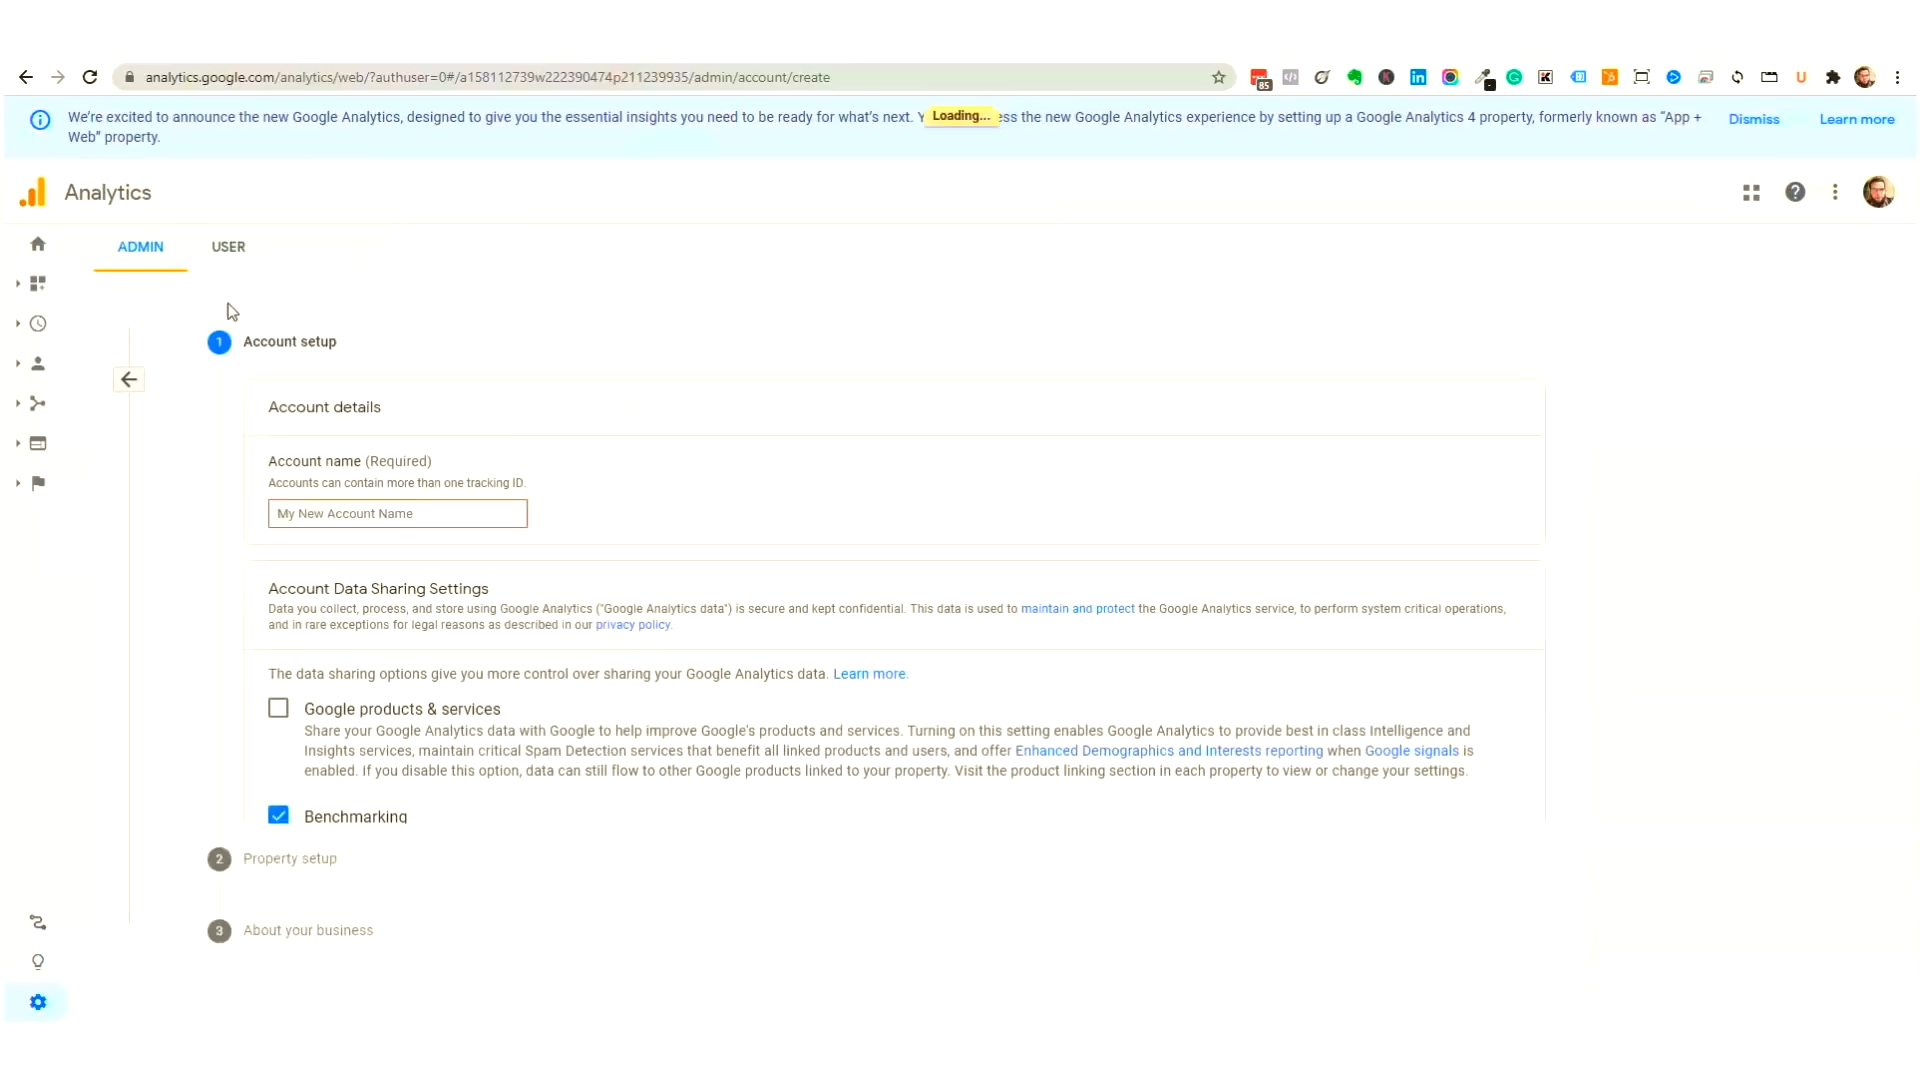 analytics.google.com/analytics/web/?authuser=0#/a158112739w222390474p211239935/admin/account/create
85
We're excited to announce the new Google Analytics, designed to give you the essential insights you need to be ready for what's next. Y Loading... ess the new Google Analytics experience by setting up a Google Analytics 4 property, formerly known as "App +
Web" property.
Dismiss
Learn more
Analytics
ADMIN
USER
1 Account setup
Account details
Account name (Required)
Accounts can contain more than one tracking ID.
My New Account Name
Account Data Sharing Settings
Data you collect, process, and store using Google Analytics ("Google Analytics data") is secure and kept confidential. This data is used to maintain and protect the Google Analytics service, to perform system critical operations,
and in rare exceptions for legal reasons as described in our privacy policy.
The data sharing options give you more control over sharing your Google Analytics data. Learn more.
Google products & services
Share your Google Analytics data with Google to help improve Google's products and services. Turning on this setting enables Google Analytics to provide best in class Intelligence and
Insights services, maintain critical Spam Detection services that benefit all linked products and users, and offer Enhanced Demographics and Interests reporting when Google signals is
enabled. If you disable this option, data can still flow to other Google products linked to your property. Visit the product linking section in each property to view or change your settings.
Benchmarking
2 Property setup
3 About your business